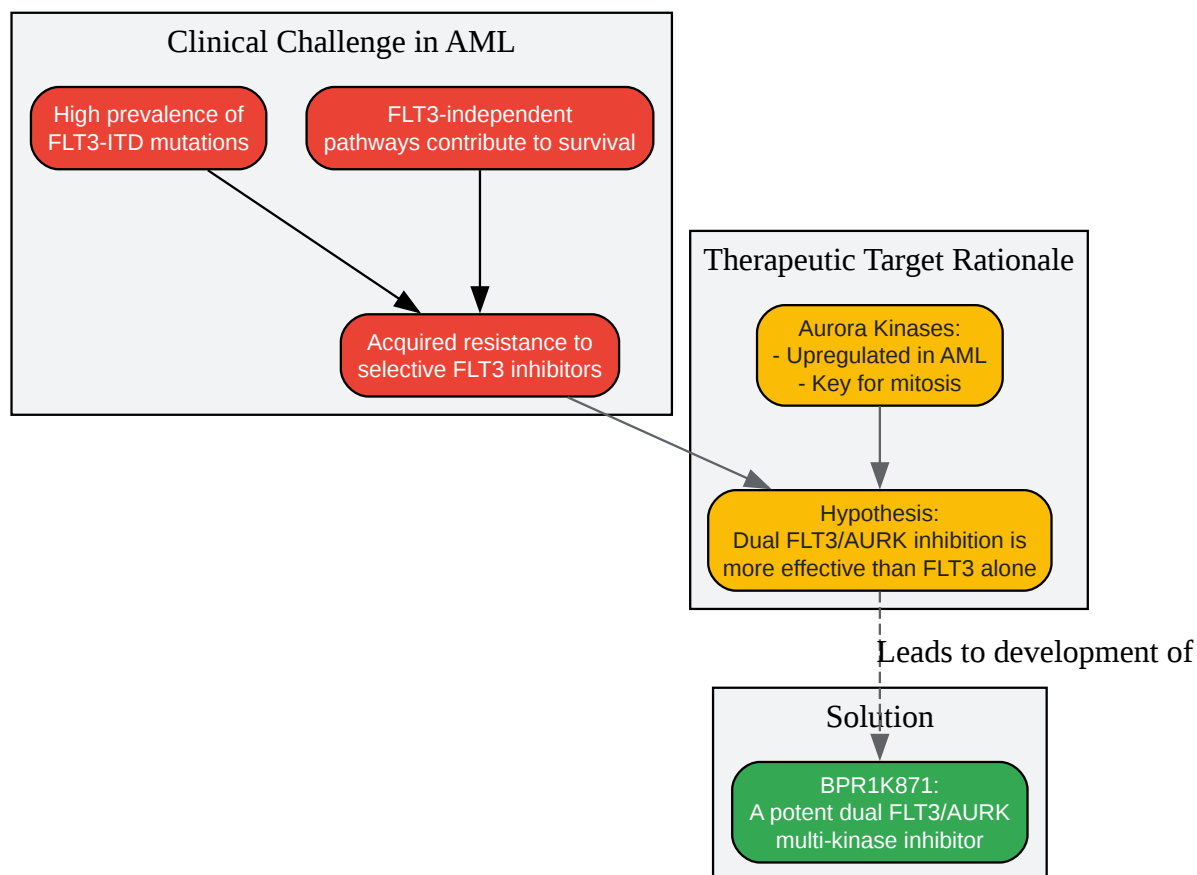 Clinical Challenge in AML
High prevalence of
FLT3-ITD mutations
FLT3-independent
pathways contribute to survival
Acquired resistance to
selective FLT3 inhibitors
Therapeutic Target Rationale
Aurora Kinases:
- Upregulated in AML
- Key for mitosis
Hypothesis:
Dual FLT3/AURK inhibition is
more effective than FLT3 alone
Leads to development of
Solution
BPR1K871:
A potent dual FLT3/AURK
multi-kinase inhibitor